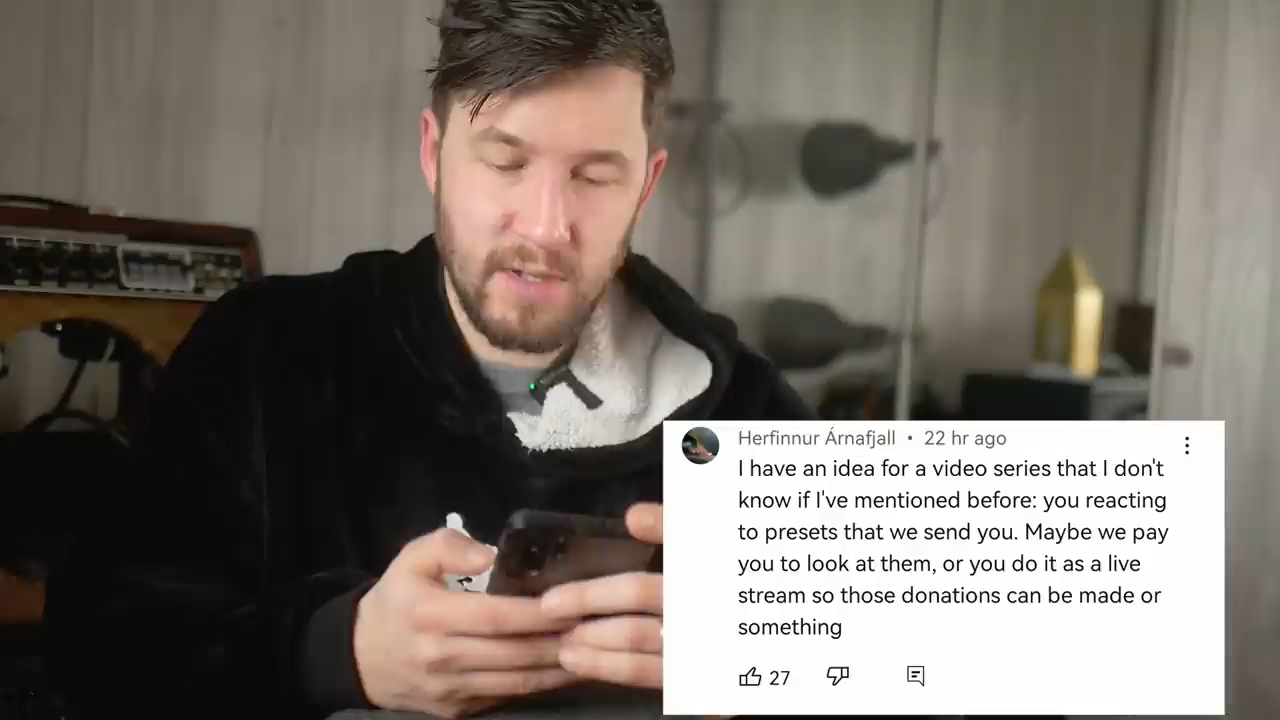 Herfinnur Árnafjall • 22 hr ago
I have an idea for a video series that I don't
know if I've mentioned before: you reacting
to presets that we send you. Maybe we pay
you to look at them, or you do it as a live
stream so those donations can be made or
something
27